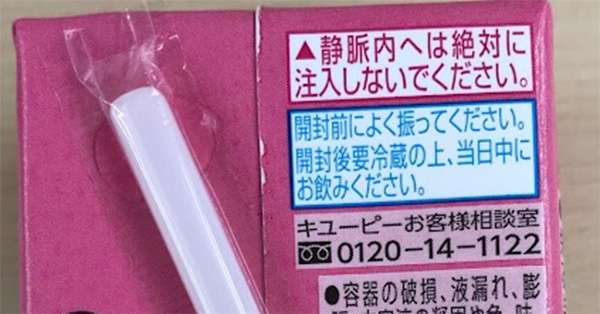 ▲静脈内へは絶対に
注入しないでください。
開封前によく振ってください。
開封後要冷蔵の上、当日中に
お飲みください。
キユーピーお客様相談室
0120-14-1122
●容器の破損、液漏れ、膨